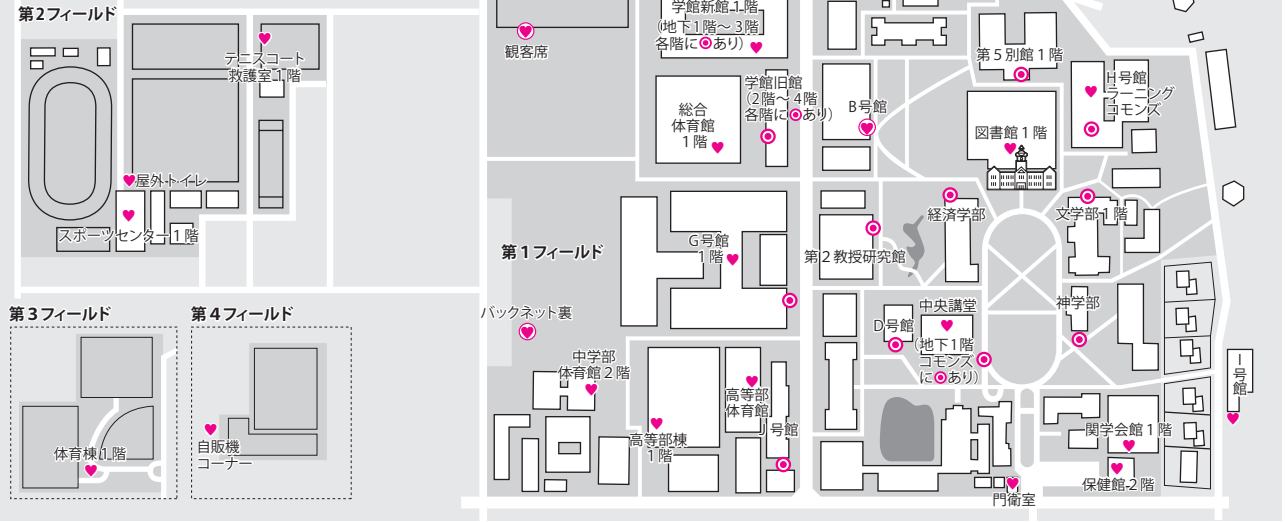 第2フィールド
テニスコート
救護室 1階
屋外トイレ
スポーツセンター 1階
第3フィールド
体育棟 1階
第4フィールド
自販機
コーナー
観客席
学館新館 1階
(地下1階～3階
各階に あり)
学館旧館
(2階～4階
各階に あり)
総合
体育館
1階
B号館
第5別館 1階
H号館
ラーニング
コモンズ
図書館 1階
経済学部
文学部 1階
第1フィールド
G号館
1階
第2教授研究館
バックネット裏
中学部
体育館 2階
高等部棟
1階
高等部
体育館
J号館
D号館
中央講堂
(地下1階
コモンズ
に あり)
神学部
I号館
関学会館 1階
保健館 2階
門衛室